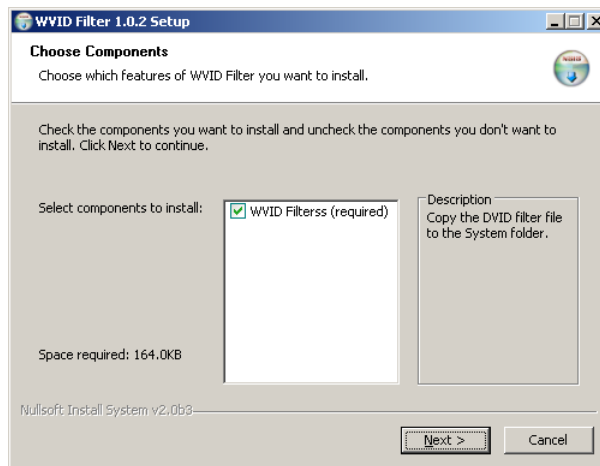 WVID Filter 1.0.2 Setup
Choose Components
Choose which features of WVID Filter you want to install.
Check the components you want to install and uncheck the components you don't want to
install. Click Next to continue.
Select components to install:
WVID Filterss (required)
Description
Copy the DVID filter file
to the System folder.
Space required: 164.0KB
Nullsoft Install System v2.0b3
Next >
Cancel